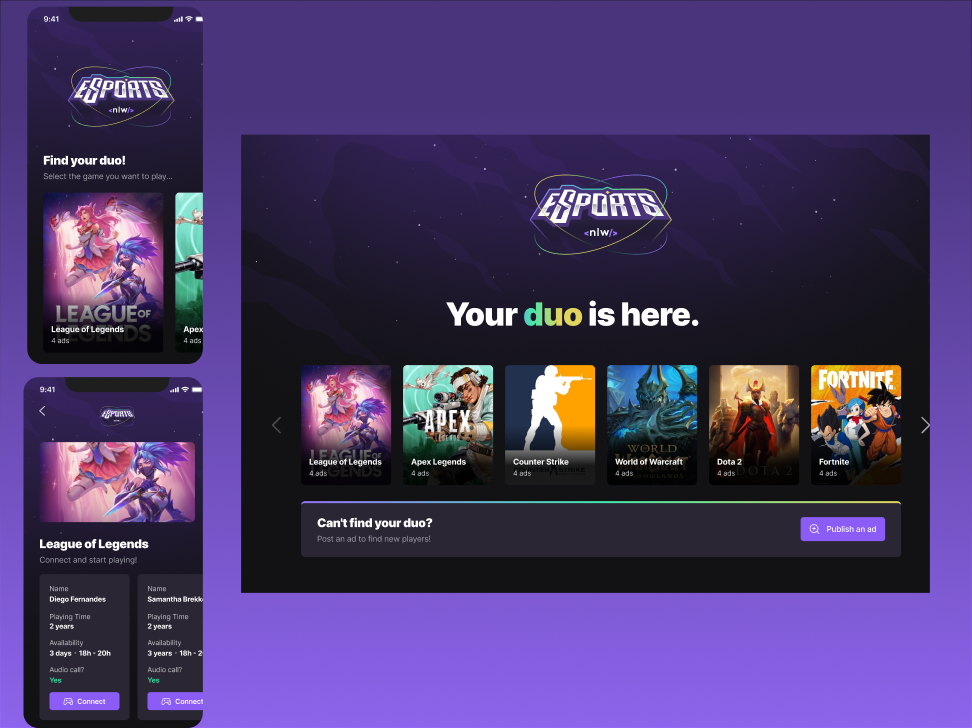 9:41
ESPORTS
<nlw/>
Find your duo!
Select the game you want to play...
LEAGUE OF
LEGENDS
League of Legends
4 ads
Apex
4 ads
9:41
ESPORTS
<nlw/>
League of Legends
Connect and start playing!
Name
Diego Fernandes
Playing Time
2 years
Availability
3 days · 18h - 20h
Audio call?
Yes
Connect
Name
Samantha Brekk
Playing Time
2 years
Availability
3 years · 18h - 2
Audio call?
Yes
Connect
ESPORTS
<nlw/>
Your duo is here.
LEAGUE OF
LEGENDS
League of Legends
4 ads
APEX
LEGENDS
Apex Legends
4 ads
Counter Strike
4 ads
WORLD
World of Warcraft
4 ads
DOTA 2
Dota 2
4 ads
FORTNITE
Fortnite
4 ads
Can't find your duo?
Post an ad to find new players!
Publish an ad